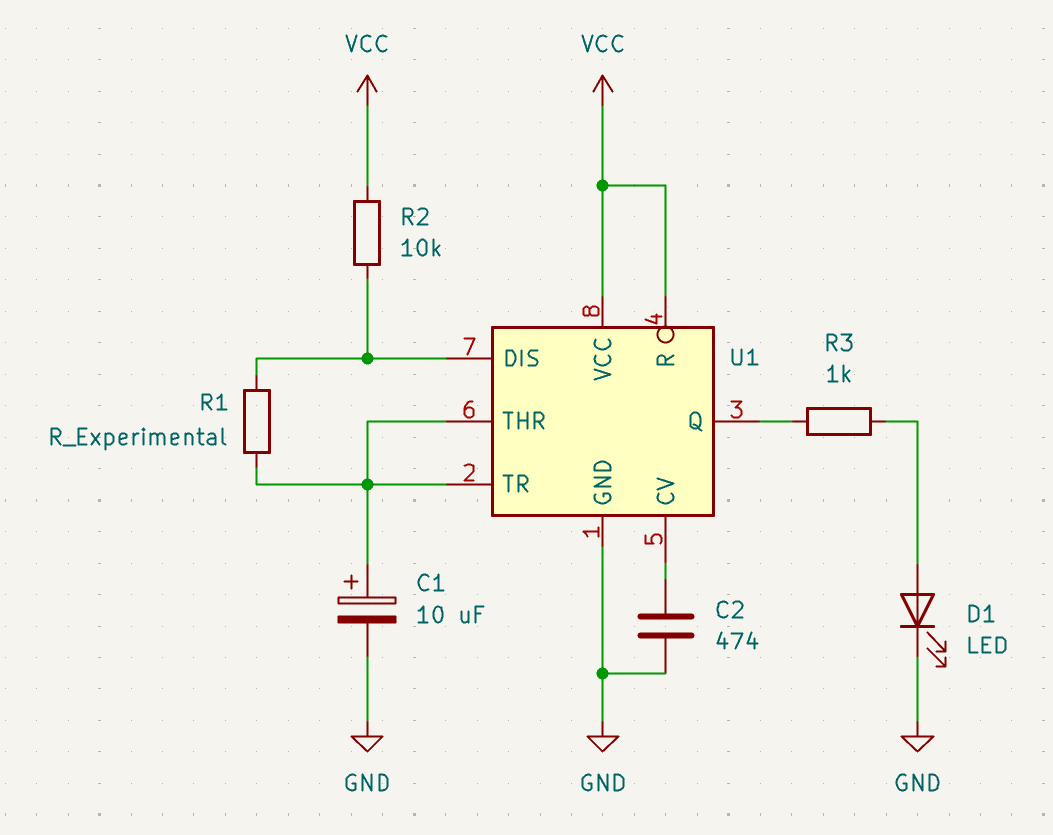 VCC
VCC
R2
10k
8
4
7
DIS
VCC
R
U1
R3
1k
R1
R_Experimental
6
THR
Q
3
2
TR
GND
CV
1
5
+
C1
10 uF
C2
474
D1
LED
GND
GND
GND